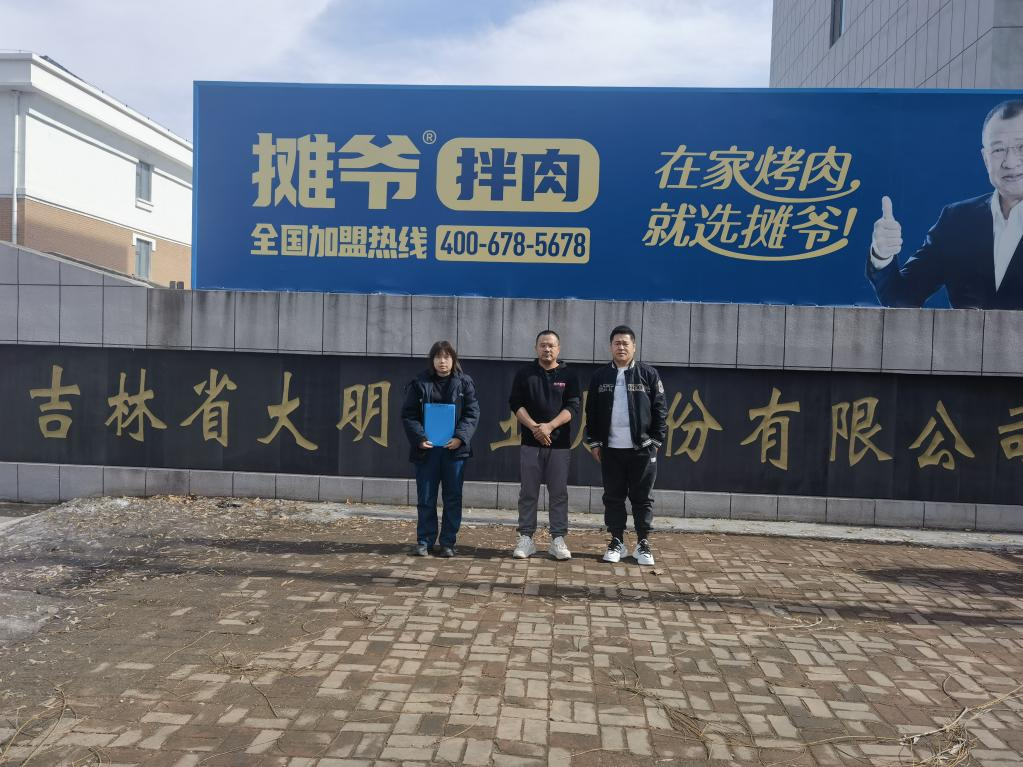 摊爷® 拌肉
全国加盟热线 400-678-5678
在家烤肉,
就选摊爷!
吉林省大明 份有限公司